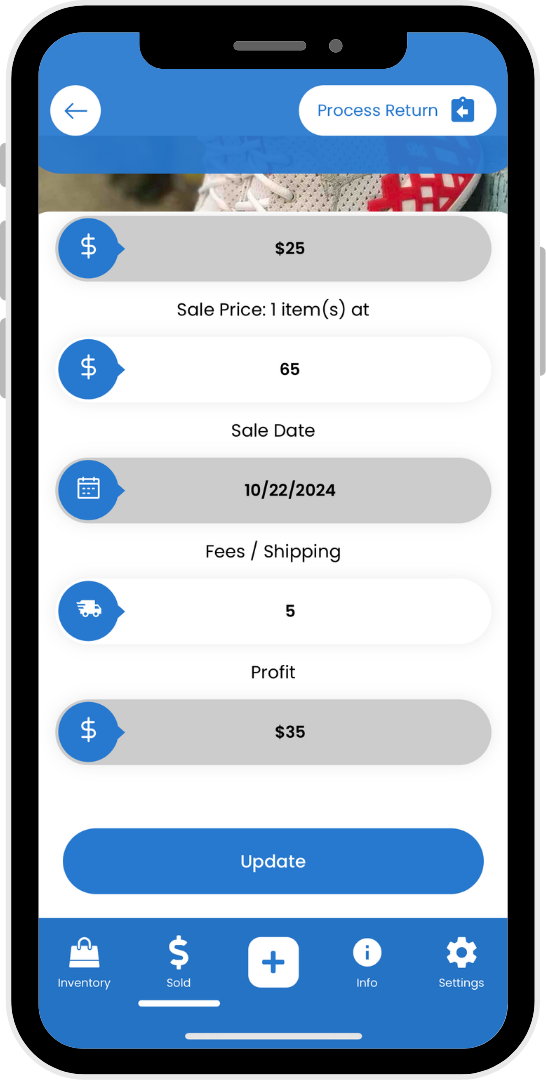 Process Return
$25
Sale Price: 1 item(s) at
65
Sale Date
10/22/2024
Fees / Shipping
5
Profit
$35
Update
Inventory
Sold
Info
Settings